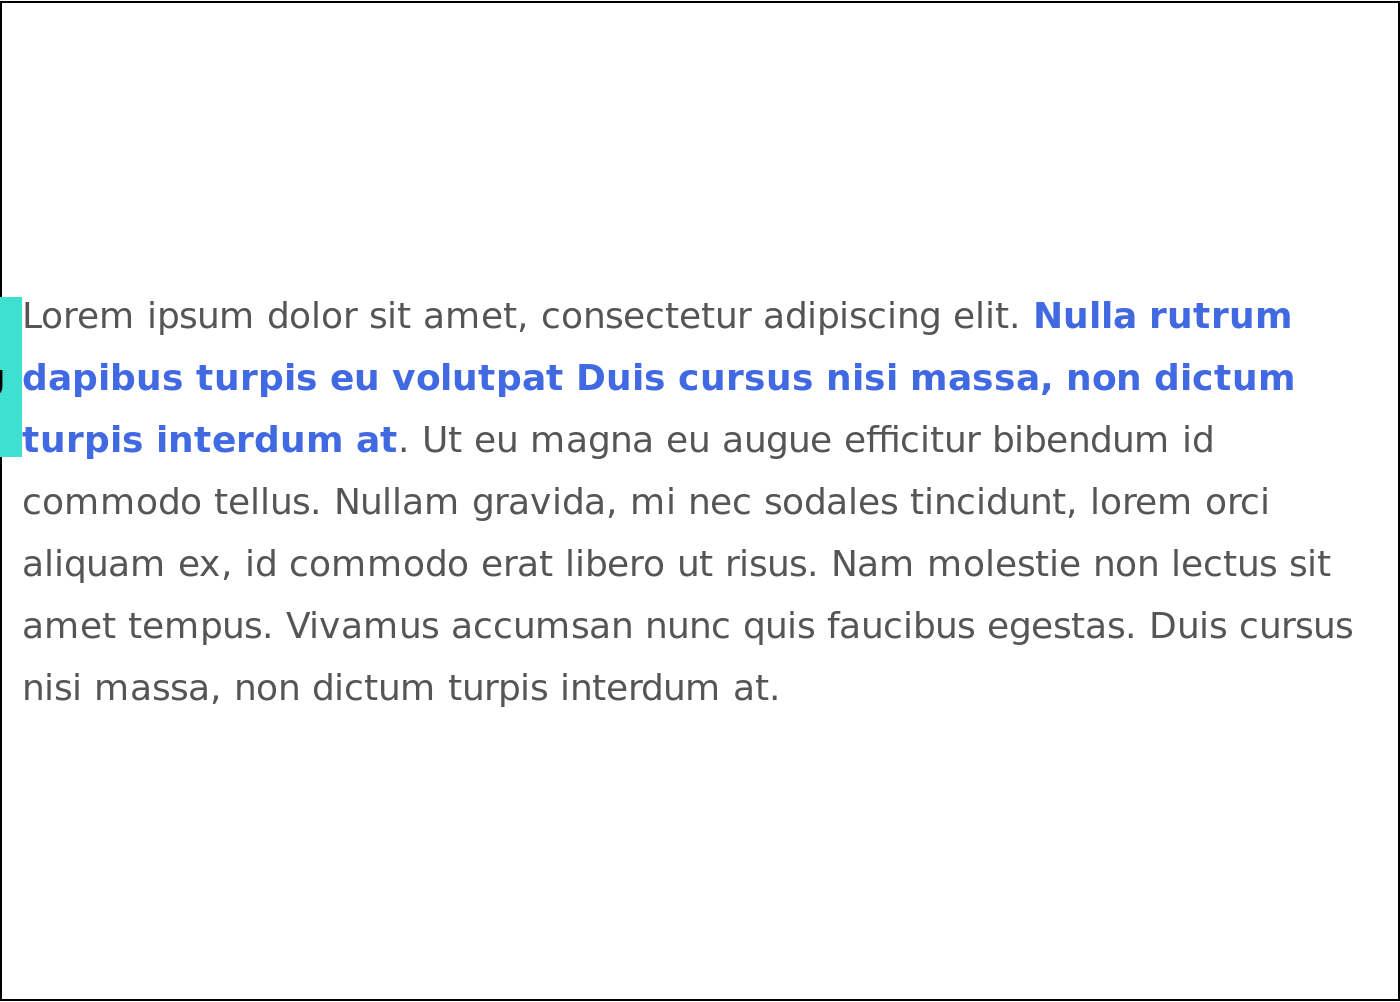 Lorem ipsum dolor sit amet, consectetur adipiscing elit. Nulla rutrum
dapibus turpis eu volutpat Duis cursus nisi massa, non dictum
turpis interdum at. Ut eu magna eu augue efficitur bibendum id
commodo tellus. Nullam gravida, mi nec sodales tincidunt, lorem orci
aliquam ex, id commodo erat libero ut risus. Nam molestie non lectus sit
amet tempus. Vivamus accumsan nunc quis faucibus egestas. Duis cursus
nisi massa, non dictum turpis interdum at.